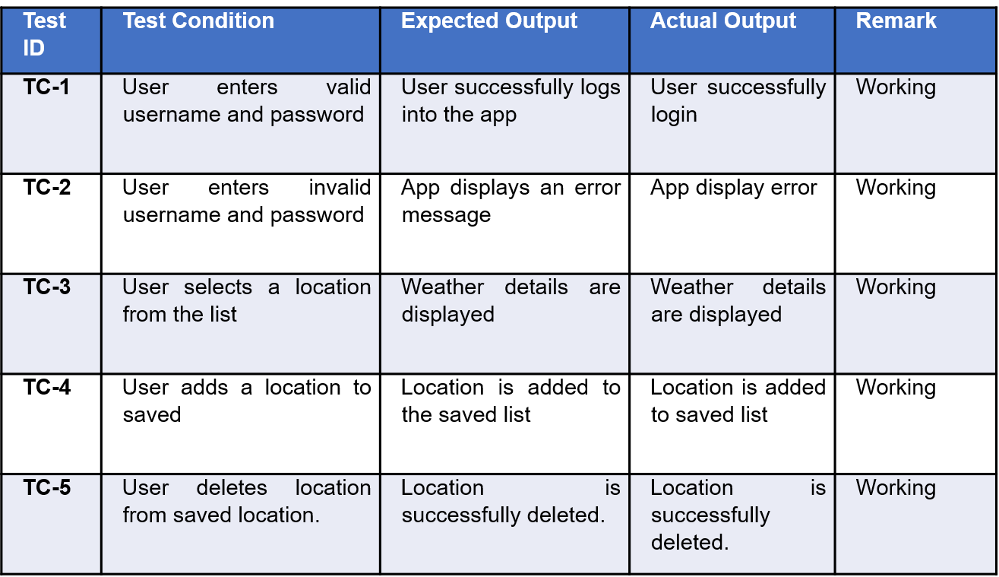 Test ID
Test Condition
Expected Output
Actual Output
Remark
TC-1
User enters valid
username and password
User successfully logs
into the app
User successfully
login
Working
TC-2
User enters invalid
username and password
App displays an error
message
App display error
Working
TC-3
User selects a location
from the list
Weather details are
displayed
Weather details
are displayed
Working
TC-4
User adds a location to
saved
Location is added to
the saved list
Location is added
to saved list
Working
TC-5
User deletes location
from saved location.
Location is
successfully deleted.
Location is
successfully
deleted.
Working